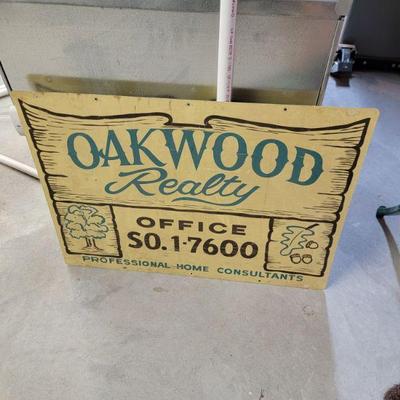 OAKWOOD
Realty
OFFICE
SO. 1-7600
PROFESSIONAL HOME CONSULTANTS